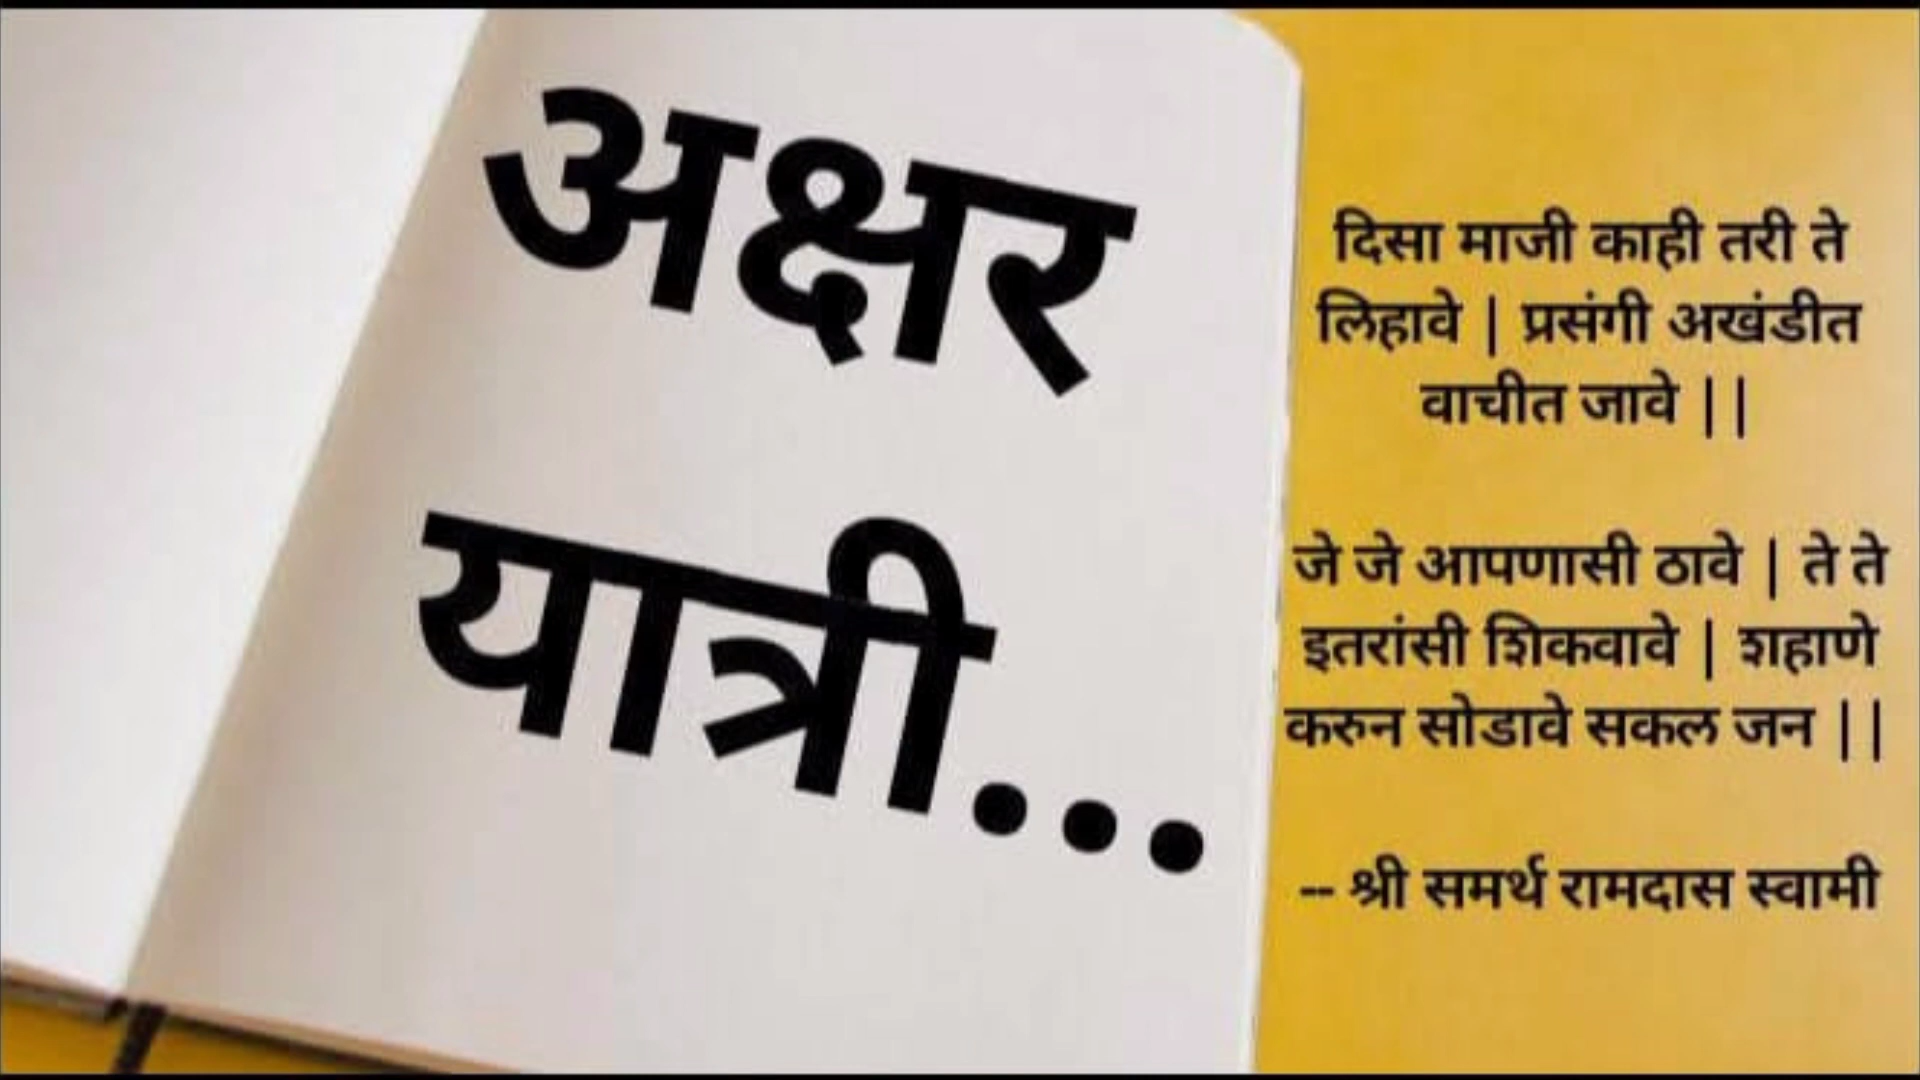 अक्षर
यात्री...
दिसा माजी काही तरी ते
लिहावे | प्रसंगी अखंडीत
वाचीत जावे ||
जे जे आपणासी ठावे | ते ते
इतरांसी शिकवावे | शहाणे
करुन सोडावे सकल जन ||
-- श्री समर्थ रामदास स्वामी